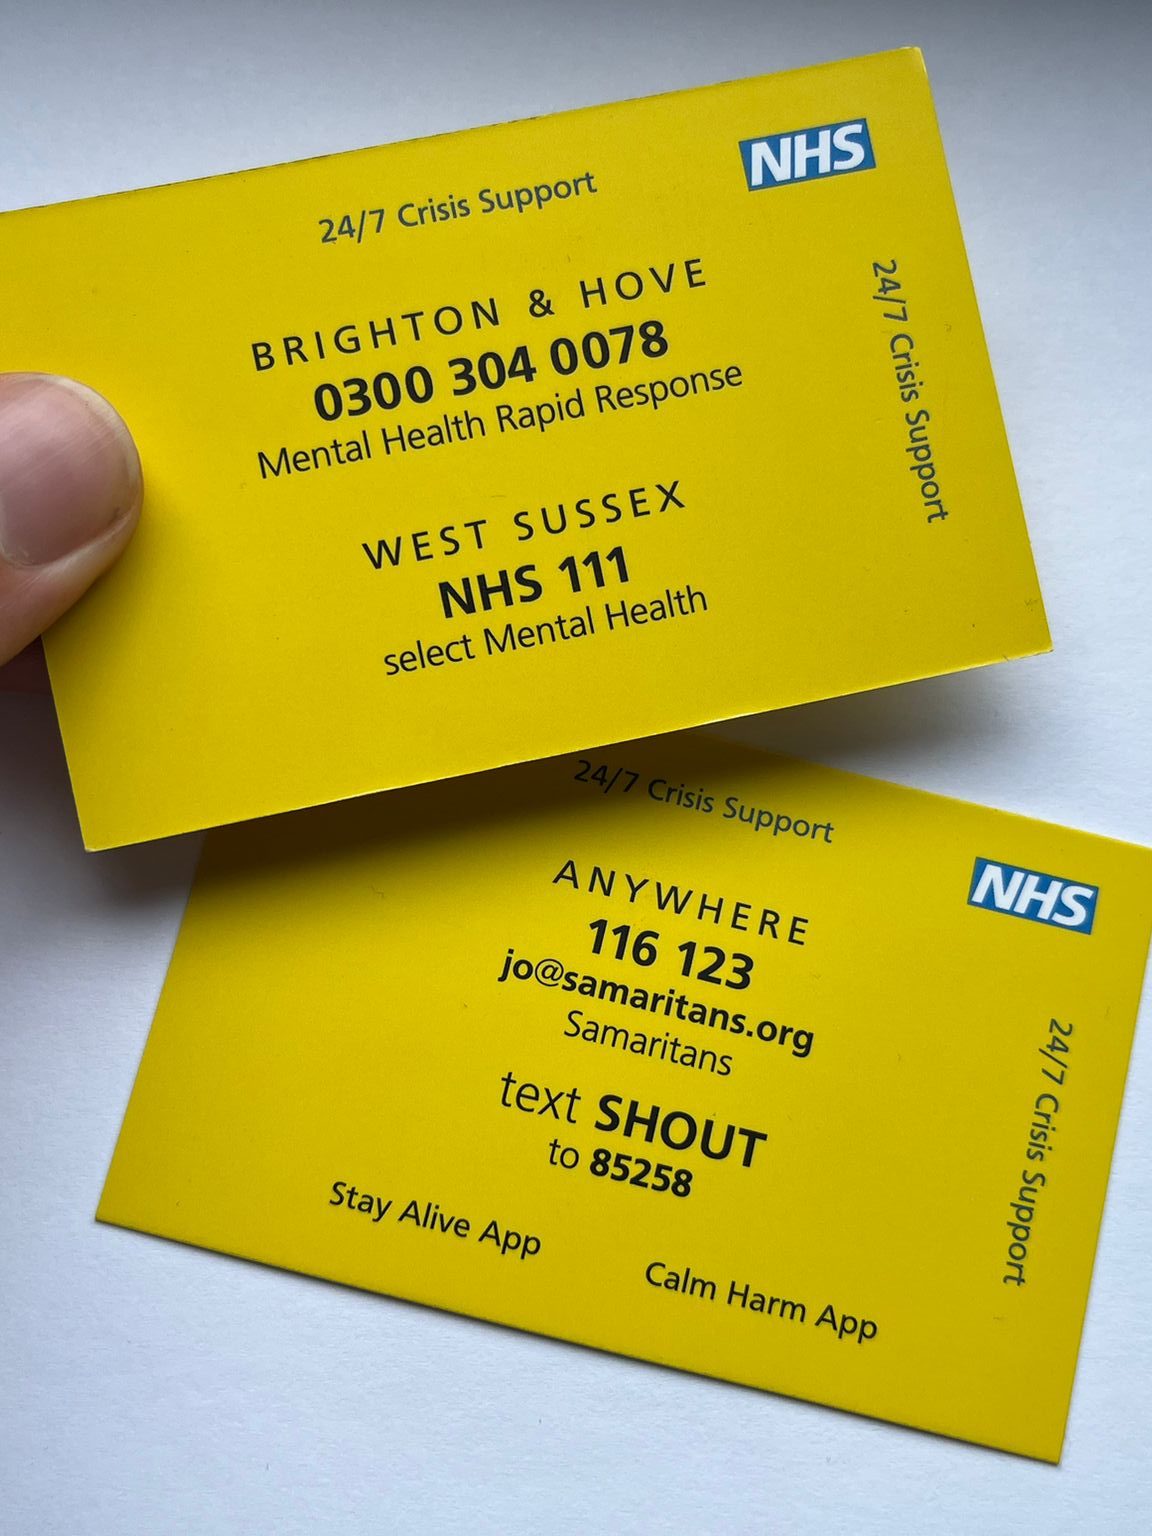 NHS
24/7 Crisis Support
BRIGHTON & HOVE
0300 304 0078
Mental Health Rapid Response
WEST SUSSEX
NHS 111
select Mental Health
24/7 Crisis Support
24/7 Crisis Support
NHS
ANYWHERE
116 123
jo@samaritans.org
Samaritans
text SHOUT
to 85258
Stay Alive App
Calm Harm App
24/7 Crisis Support